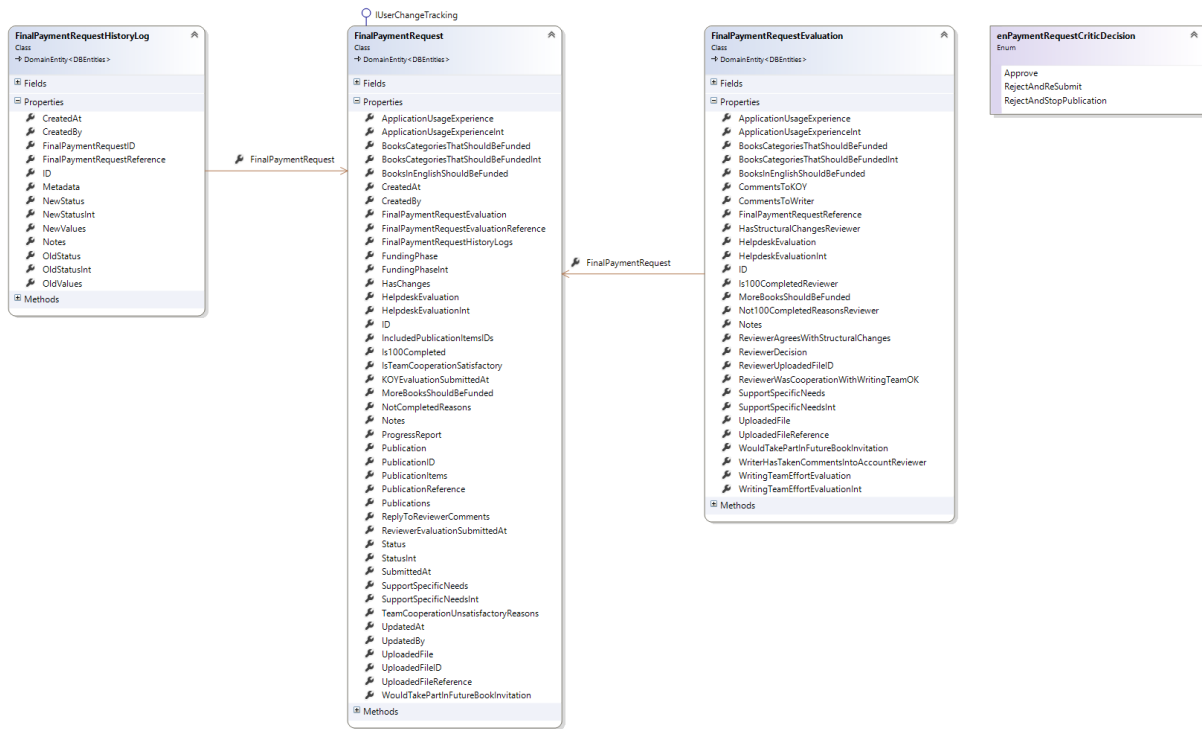 IUserChangeTracking
FinalPaymentRequestHistoryLog
Class
DomainEntity<DBEntities>
Fields
Properties
CreatedAt
CreatedBy
FinalPaymentRequestID
FinalPaymentRequestReference
ID
Metadata
NewStatus
NewStatusInt
NewValues
Notes
OldStatus
OldStatusInt
OldValues
Methods
FinalPaymentRequest
FinalPaymentRequest
Class
DomainEntity<DBEntities>
Fields
Properties
ApplicationUsageExperience
ApplicationUsageExperienceInt
BooksCategoriesThatShouldBeFunded
BooksCategoriesThatShouldBeFundedInt
BooksInEnglishShouldBeFunded
CreatedAt
CreatedBy
FinalPaymentRequestEvaluation
FinalPaymentRequestEvaluationReference
FinalPaymentRequestHistoryLogs
FundingPhase
FundingPhaseInt
HasChanges
HelpdeskEvaluation
HelpdeskEvaluationInt
ID
IncludedPublicationItemsIDs
Is100Completed
IsTeamCooperationSatisfactory
KOYEvaluationSubmittedAt
MoreBooksShouldBeFunded
NotCompletedReasons
Notes
ProgressReport
Publication
PublicationID
PublicationItems
PublicationReference
Publications
ReplyToReviewerComments
ReviewerEvaluationSubmittedAt
Status
StatusInt
SubmittedAt
SupportSpecificNeeds
SupportSpecificNeedsInt
TeamCooperationUnsatisfactoryReasons
UpdatedAt
UpdatedBy
UploadedFile
UploadedFileID
UploadedFileReference
WouldTakePartInFutureBookInvitation
Methods
FinalPaymentRequest
FinalPaymentRequestEvaluation
Class
DomainEntity<DBEntities>
Fields
Properties
ApplicationUsageExperience
ApplicationUsageExperienceInt
BooksCategoriesThatShouldBeFunded
BooksCategoriesThatShouldBeFundedInt
BooksInEnglishShouldBeFunded
CommentsToKOY
CommentsToWriter
FinalPaymentRequestReference
HasStructuralChangesReviewer
HelpdeskEvaluation
HelpdeskEvaluationInt
ID
Is100CompletedReviewer
MoreBooksShouldBeFunded
Not100CompletedReasonsReviewer
Notes
ReviewerAgreesWithStructuralChanges
ReviewerDecision
ReviewerUploadedFileID
ReviewerWasCooperationWithWritingTeamOK
SupportSpecificNeeds
SupportSpecificNeedsInt
UploadedFile
UploadedFileReference
WouldTakePartInFutureBookInvitation
WriterHasTakenCommentsIntoAccountReviewer
WritingTeamEffortEvaluation
WritingTeamEffortEvaluationInt
Methods
enPaymentRequestCriticDecision
Enum
Approve
RejectAndReSubmit
RejectAndStopPublication